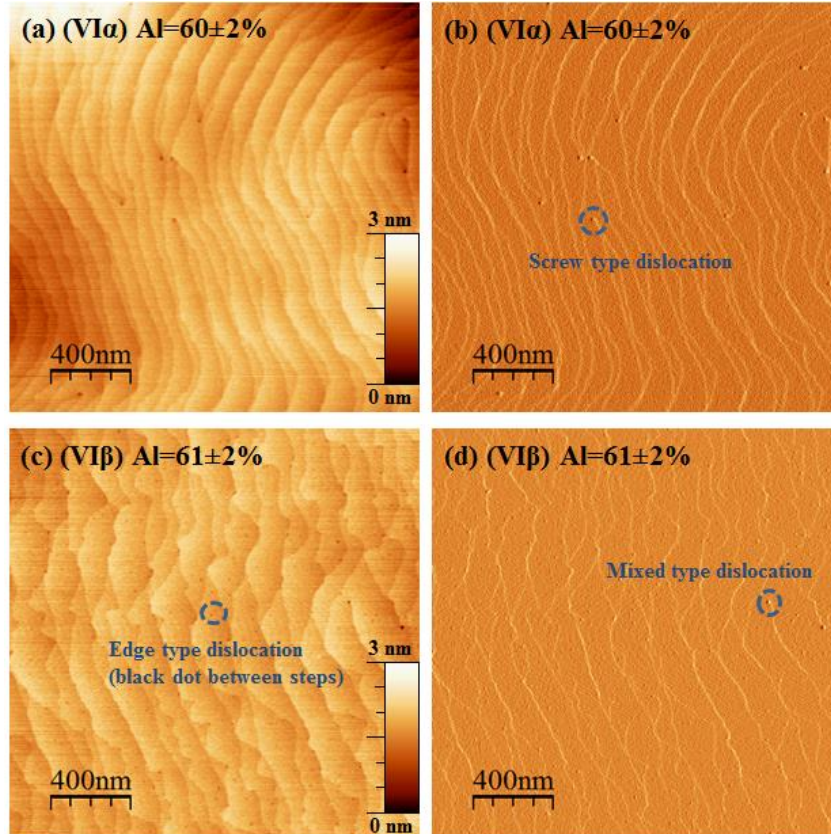 (a) (VIα) Al=60±2%
3 nm
0 nm
400nm
(b) (VIα) Al=60±2%
Screw type dislocation
400nm
(c) (VIβ) Al=61±2%
Edge type dislocation
(black dot between steps)
3 nm
0 nm
400nm
(d) (VIβ) Al=61±2%
Mixed type dislocation
400nm